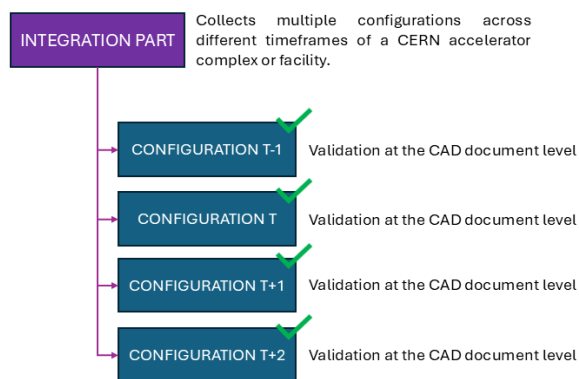 INTEGRATION PART
Collects multiple configurations across
different timeframes of a CERN accelerator
complex or facility.
CONFIGURATION T-1
Validation at the CAD document level
CONFIGURATION T
Validation at the CAD document level
CONFIGURATION T+1
Validation at the CAD document level
CONFIGURATION T+2
Validation at the CAD document level